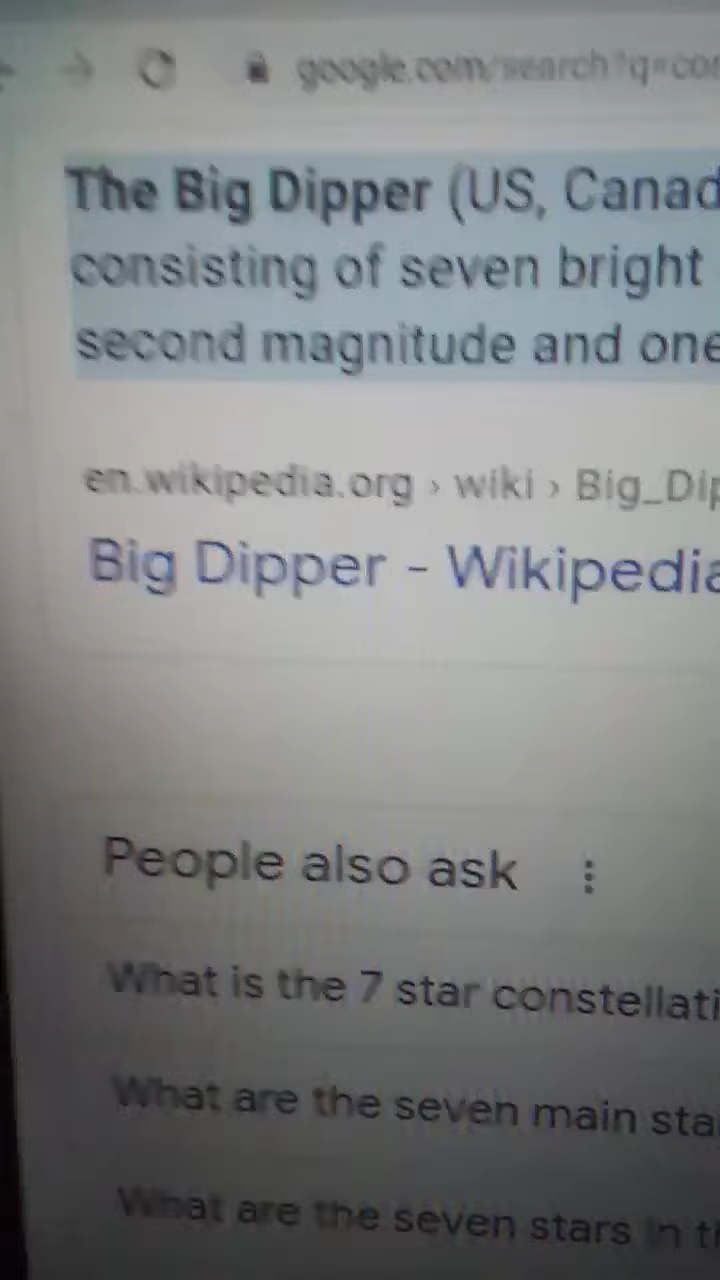 google.com/search?q=co
The Big Dipper (US, Canad
consisting of seven bright
second magnitude and one
en.wikipedia.org › wiki › Big_Dip
Big Dipper - Wikipedia
People also ask
What is the 7 star constellati
What are the seven main sta
What are the seven stars in t